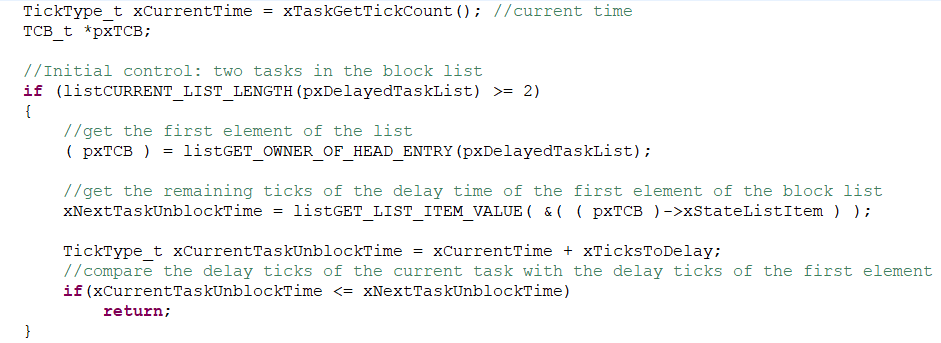 TickType_t xCurrentTime = xTaskGetTickCount(); //current time
TCB_t *pxTCB;
//Initial control: two tasks in the block list
if (listCURRENT_LIST_LENGTH(pxDelayedTaskList) >= 2)
{
//get the first element of the list
( pxTCB ) = listGET_OWNER_OF_HEAD_ENTRY(pxDelayedTaskList);
//get the remaining ticks of the delay time of the first element of the block list
xNextTaskUnblockTime = listGET_LIST_ITEM_VALUE( &( ( pxTCB )->xStateListItem ) );
TickType_t xCurrentTaskUnblockTime = xCurrentTime + xTicksToDelay;
//compare the delay ticks of the current task with the delay ticks of the first element
if(xCurrentTaskUnblockTime <= xNextTaskUnblockTime)
return;
}